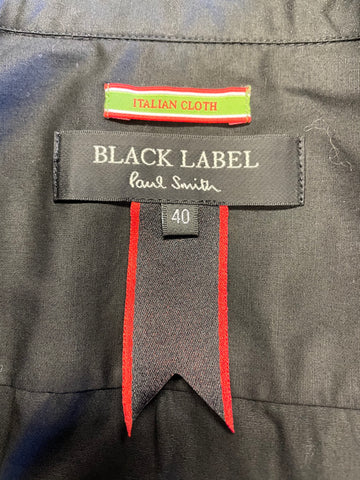 ITALIAN CLOTH
BLACK LABEL
Paul Smith
40